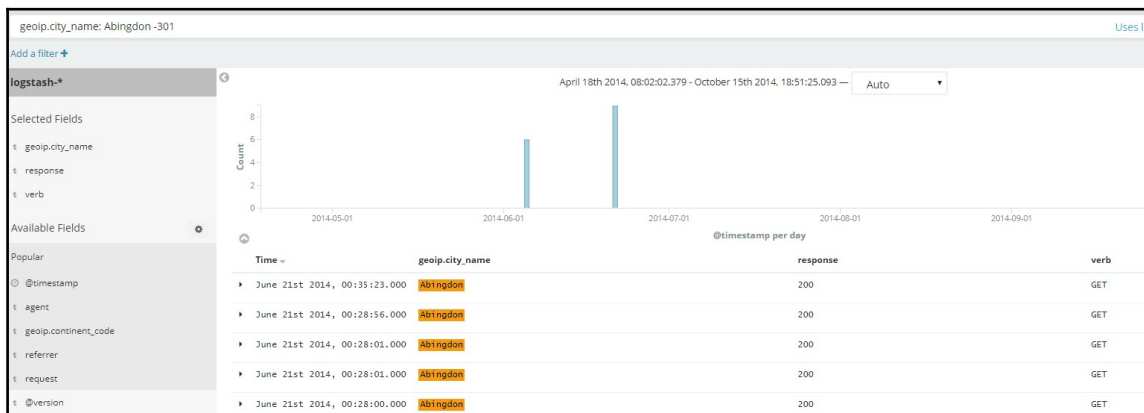 geoip.city_name: Abingdon -301
Uses l
Add a filter +
logstash-*
April 18th 2014, 08:02:02.379 - October 15th 2014, 18:51:25.093 — Auto
Selected Fields
t geoip.city_name
t response
t verb
Available Fields
Popular
@timestamp
t agent
t geoip.continent_code
t referrer
t request
t @version
Count
8
6
4
2
0
2014-05-01 2014-06-01 2014-07-01 2014-08-01 2014-09-01
@timestamp per day
Time geoip.city_name response verb
June 21st 2014, 00:35:23.000 Abingdon 200 GET
June 21st 2014, 00:28:56.000 Abingdon 200 GET
June 21st 2014, 00:28:01.000 Abingdon 200 GET
June 21st 2014, 00:28:01.000 Abingdon 200 GET
June 21st 2014, 00:28:00.000 Abingdon 200 GET